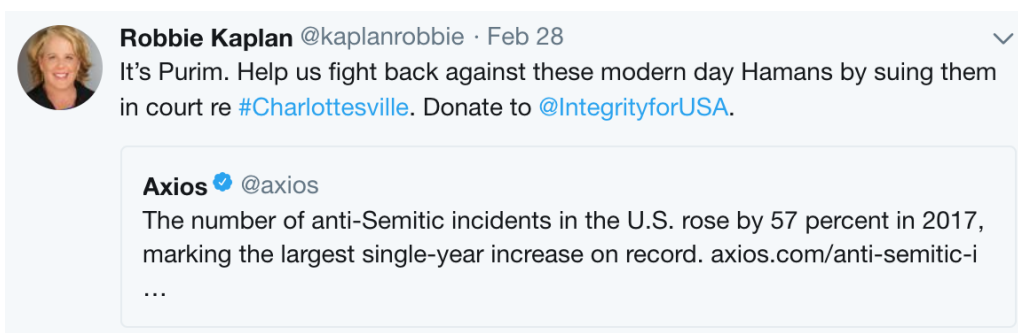 Robbie Kaplan @kaplanrobbie · Feb 28
It’s Purim. Help us fight back against these modern day Hamans by suing them
in court re #Charlottesville. Donate to @IntegrityforUSA.
Axios @axios
The number of anti-Semitic incidents in the U.S. rose by 57 percent in 2017,
marking the largest single-year increase on record. axios.com/anti-semitic-i
…